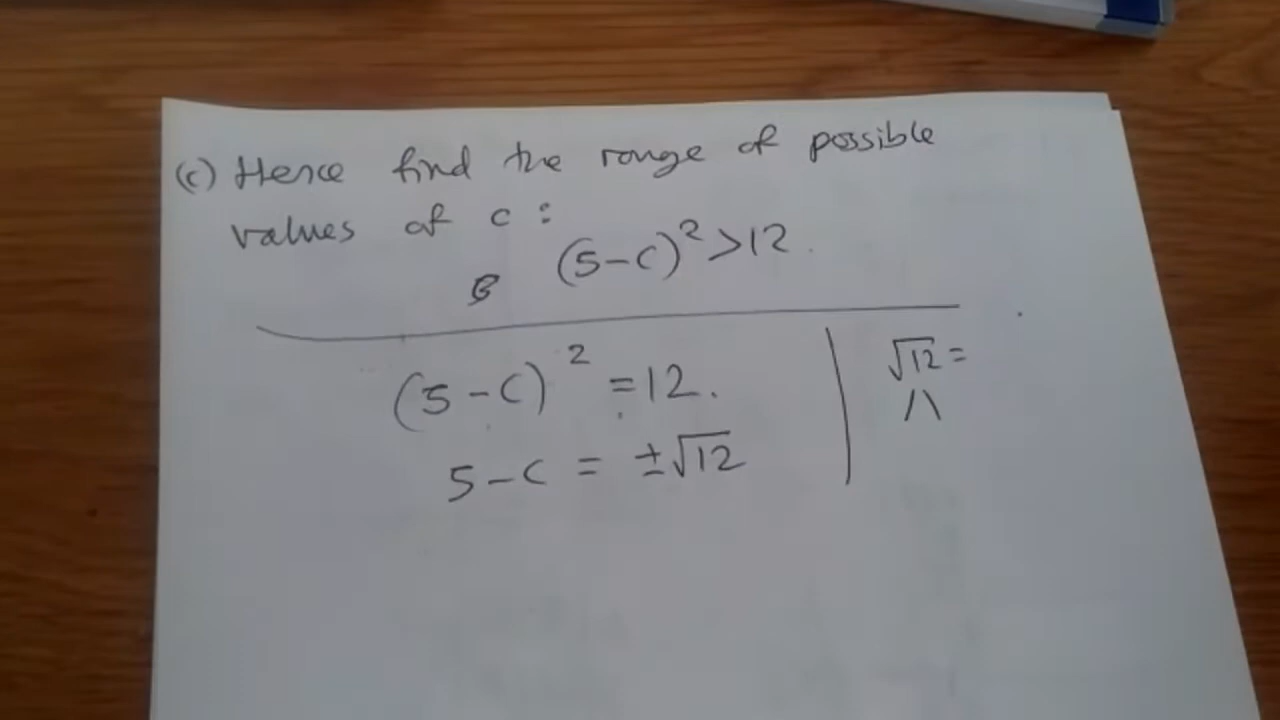 (c) Hence find the range of possible
values of c :
(5-c)² > 12.
(5-c)² = 12.
5-c = ±√12
√12 =